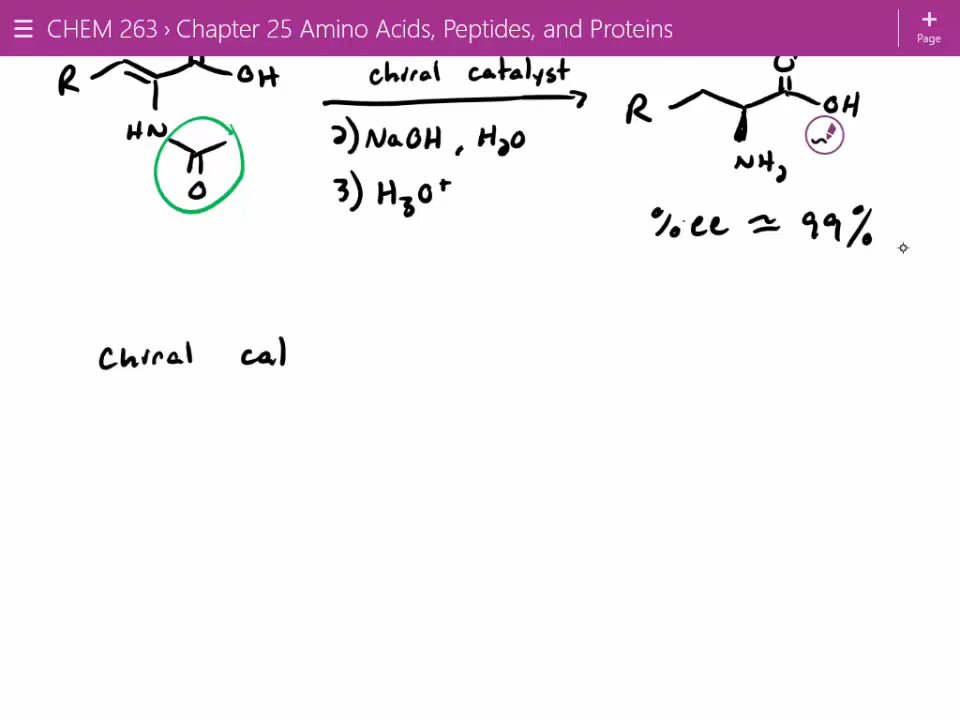 ☰ CHEM 263 › Chapter 25 Amino Acids, Peptides, and Proteins
+
Page
R OH
chiral catalyst
HN
O
2) NaOH, H₂O
3) H₃O⁺
R O OH
NH₂
%ee ≃ 99%
Chiral cal